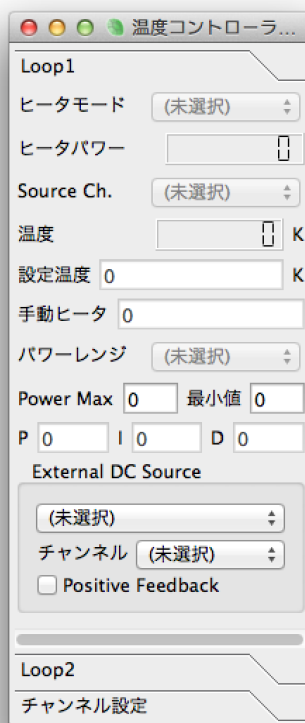 温度コントローラ...
Loop1
ヒータモード (未選択)
ヒータパワー 0
Source Ch. (未選択)
温度 0 K
設定温度 0 K
手動ヒータ 0
パワーレンジ (未選択)
Power Max 0 最小値 0
P 0 I 0 D 0
External DC Source
(未選択)
チャンネル (未選択)
Positive Feedback
Loop2
チャンネル設定